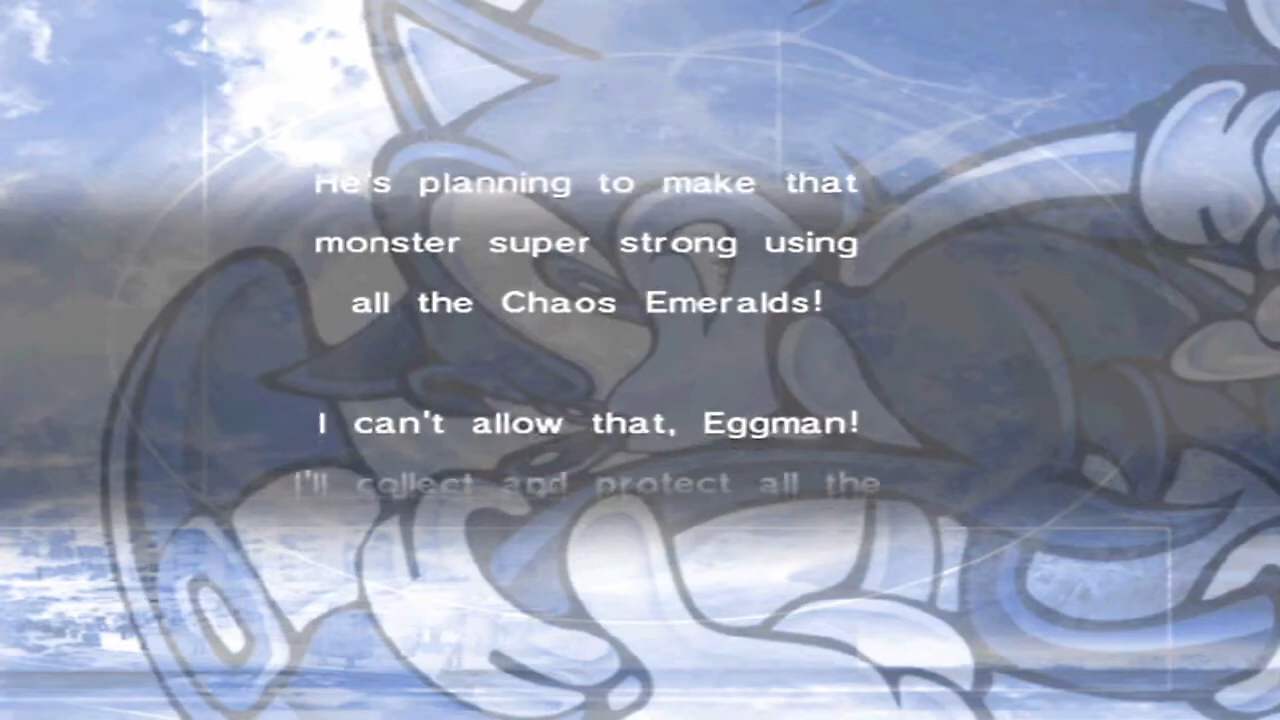 He's planning to make that
monster super strong using
all the Chaos Emeralds!
I can't allow that, Eggman!
I'll collect and protect all the